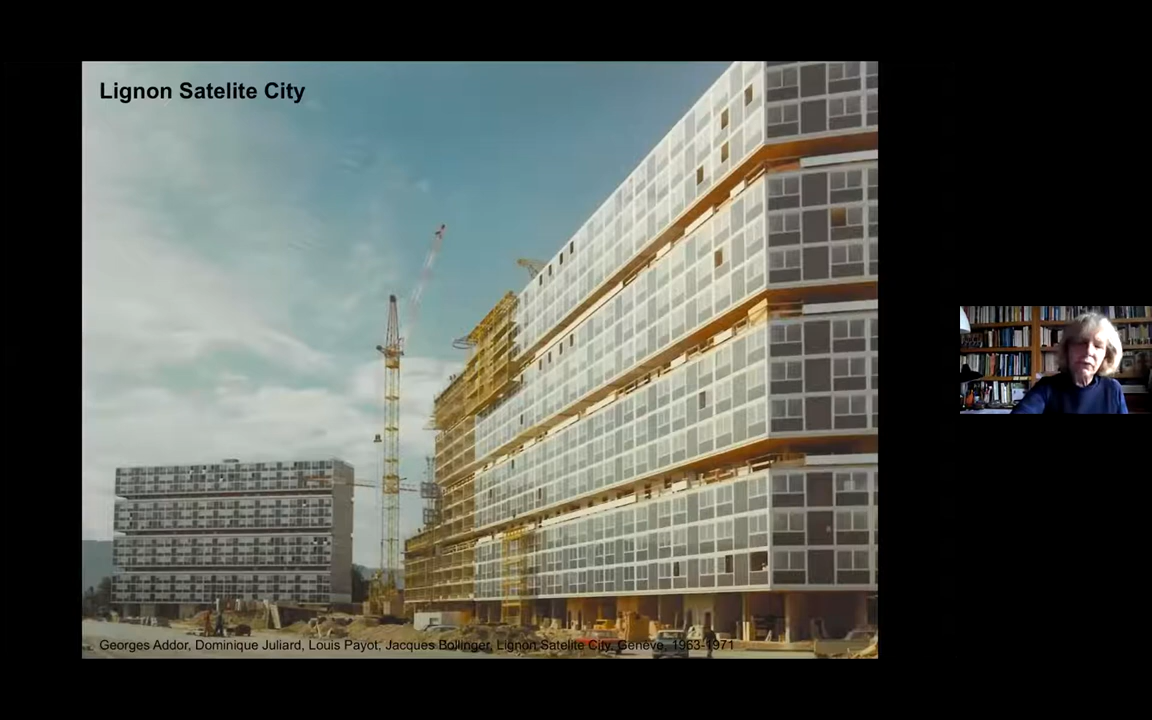 Lignon Satelite City
Georges Addor, Dominique Juliard, Louis Payot, Jacques Bollinger, Lignon Satelite City, Genève, 1963-1971